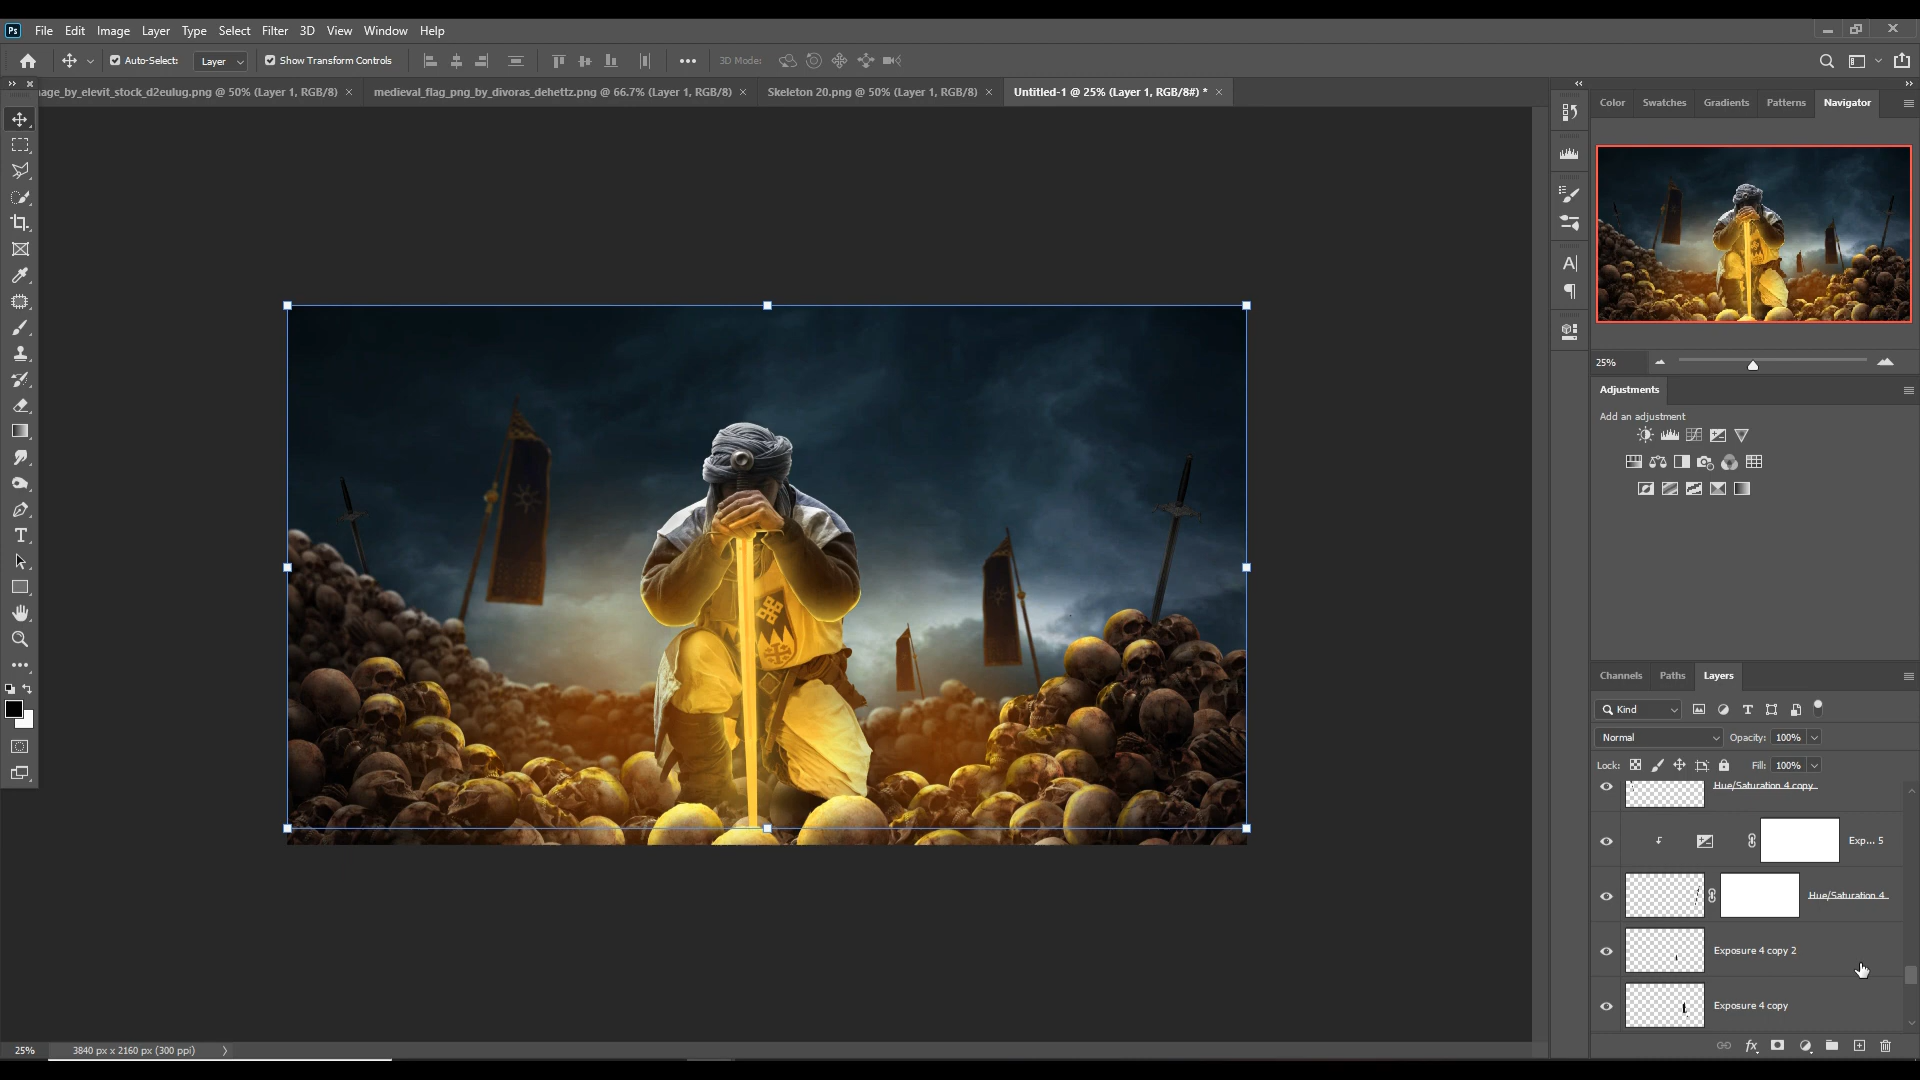 Ps File Edit Image Layer Type Select Filter 3D View Window Help
Auto-Select: Layer Show Transform Controls 3D Mode:
age_by_elevit_stock_d2eulug.png @ 50% (Layer 1, RGB/8) medieval_flag_png_by_divoras_dehettz.png @ 66.7% (Layer 1, RGB/8) Skeleton 20.png @ 50% (Layer 1, RGB/8) Untitled-1 @ 25% (Layer 1, RGB/8#) *
Color Swatches Gradients Patterns Navigator
25%
Adjustments
Add an adjustment
Channels Paths Layers
Kind
Normal Opacity: 100%
Lock: Fill: 100%
Hue/Saturation 4 copy
Exp... 5
Hue/Saturation 4
Exposure 4 copy 2
Exposure 4 copy
25% 3840 px x 2160 px (300 ppi)